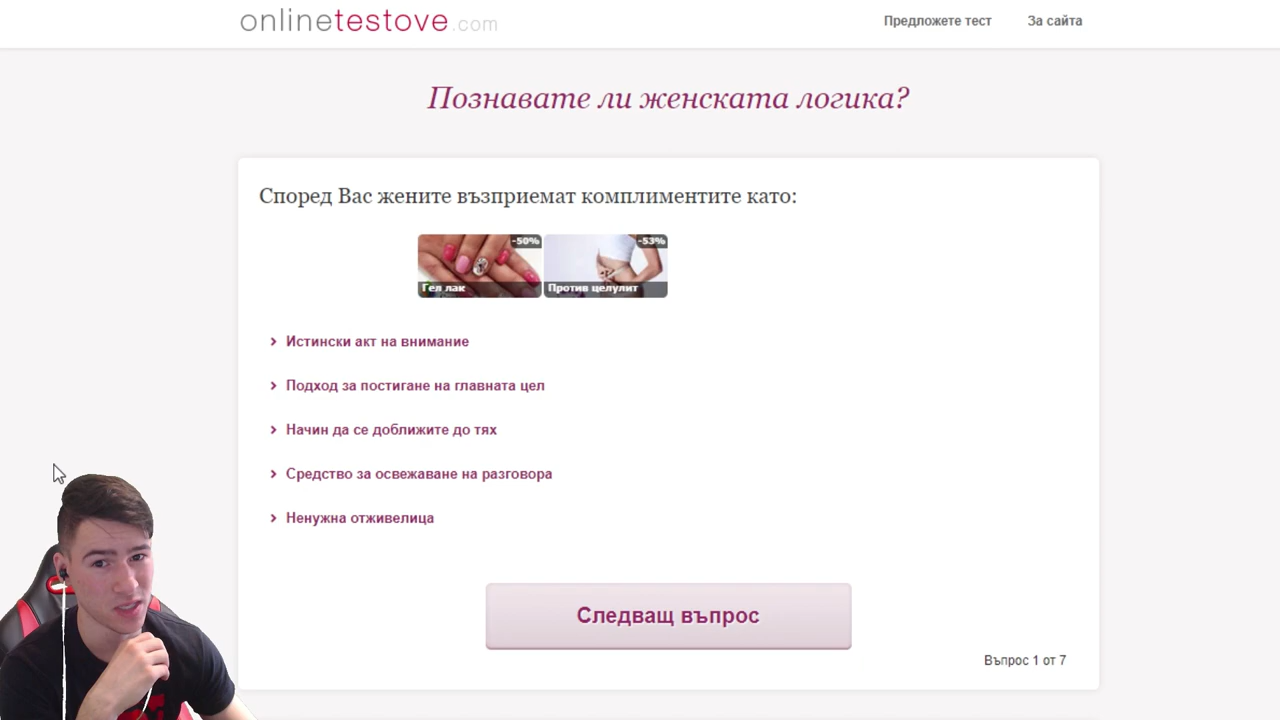 onlinetestove.com
Предложете тест
За сайта
Познавате ли женската логика?
Според Вас жените възприемат комплиментите като:
-50%
-53%
Гел лак
Против целулит
Истински акт на внимание
Подход за постигане на главната цел
Начин да се доближите до тях
Средство за освежаване на разговора
Ненужна отживелица
Следващ въпрос
Въпрос 1 от 7